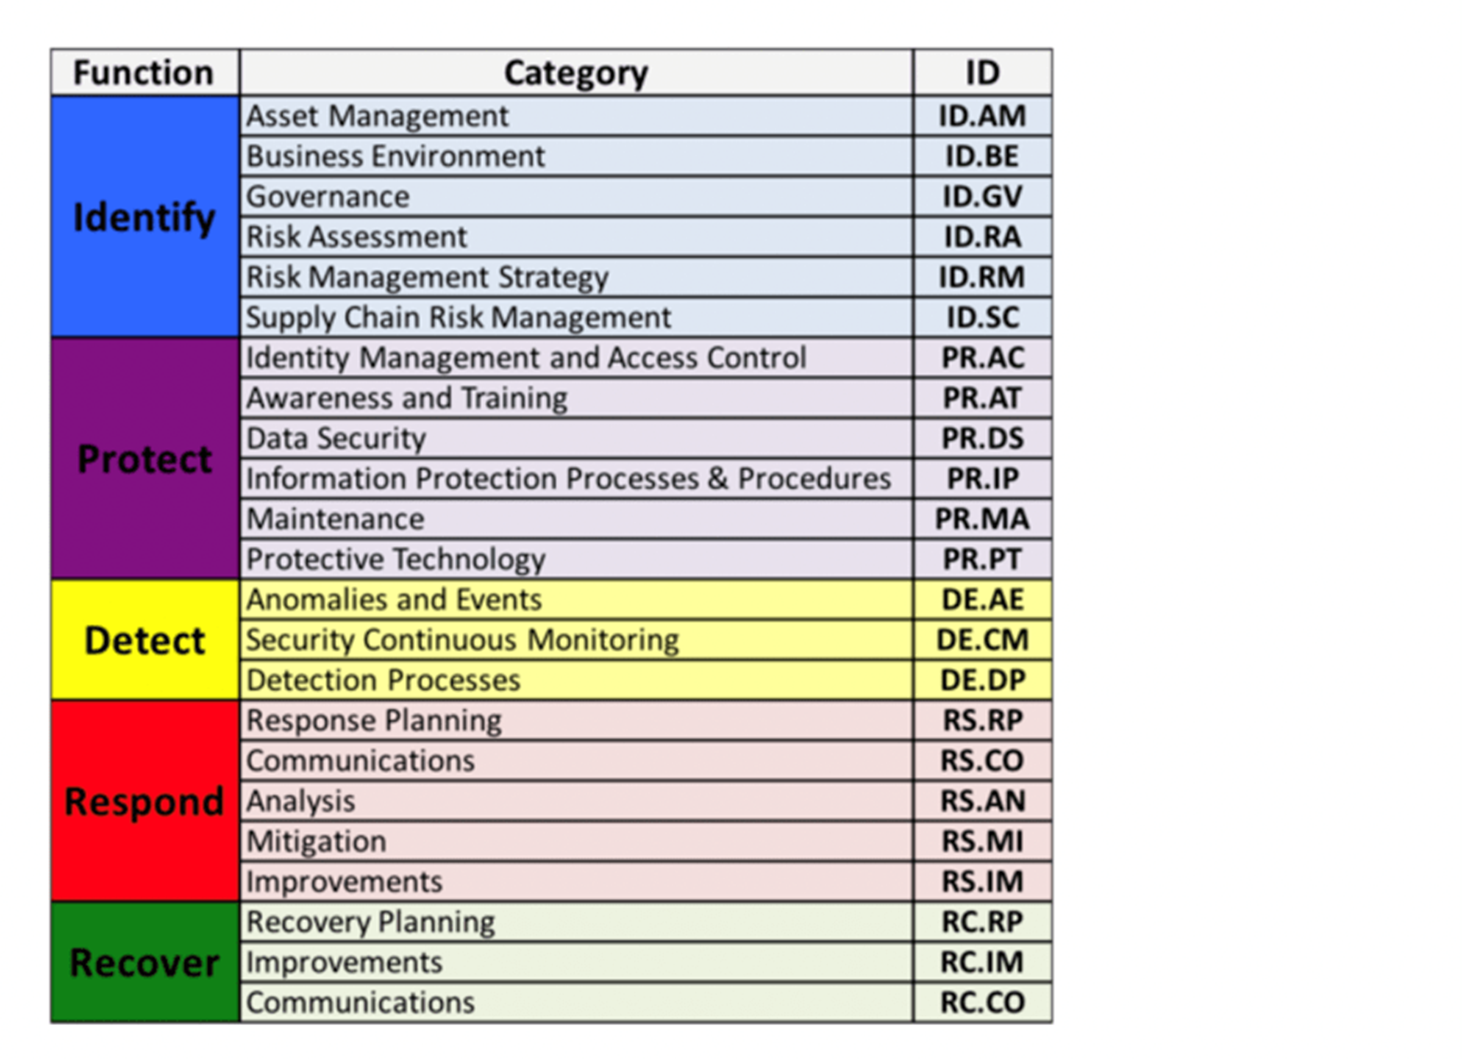 Function Category ID
Identify
Asset Management ID.AM
Business Environment ID.BE
Governance ID.GV
Risk Assessment ID.RA
Risk Management Strategy ID.RM
Supply Chain Risk Management ID.SC
Protect
Identity Management and Access Control PR.AC
Awareness and Training PR.AT
Data Security PR.DS
Information Protection Processes & Procedures PR.IP
Maintenance PR.MA
Protective Technology PR.PT
Detect
Anomalies and Events DE.AE
Security Continuous Monitoring DE.CM
Detection Processes DE.DP
Respond
Response Planning RS.RP
Communications RS.CO
Analysis RS.AN
Mitigation RS.MI
Improvements RS.IM
Recover
Recovery Planning RC.RP
Improvements RC.IM
Communications RC.CO